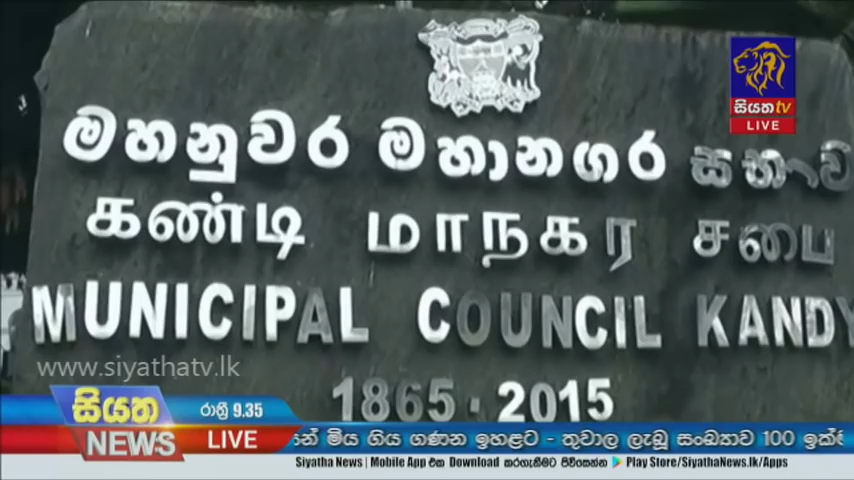 සියත tv
LIVE
මහනුවර මහානගර සභාව
கண்டி மாநகர சபை
MUNICIPAL COUNCIL KANDY
1865 - 2015
www.siyathatv.lk
සියත රාත්‍රී 9.35
NEWS LIVE
මිය ගිය ගණන ඉහළට - තුවාල ලැබූ සංඛ්‍යාව 100 ඉක්
Siyatha News | Mobile App එක Download කරගැනීමට පිවිසෙන්න Play Store/SiyathaNews.lk/Apps